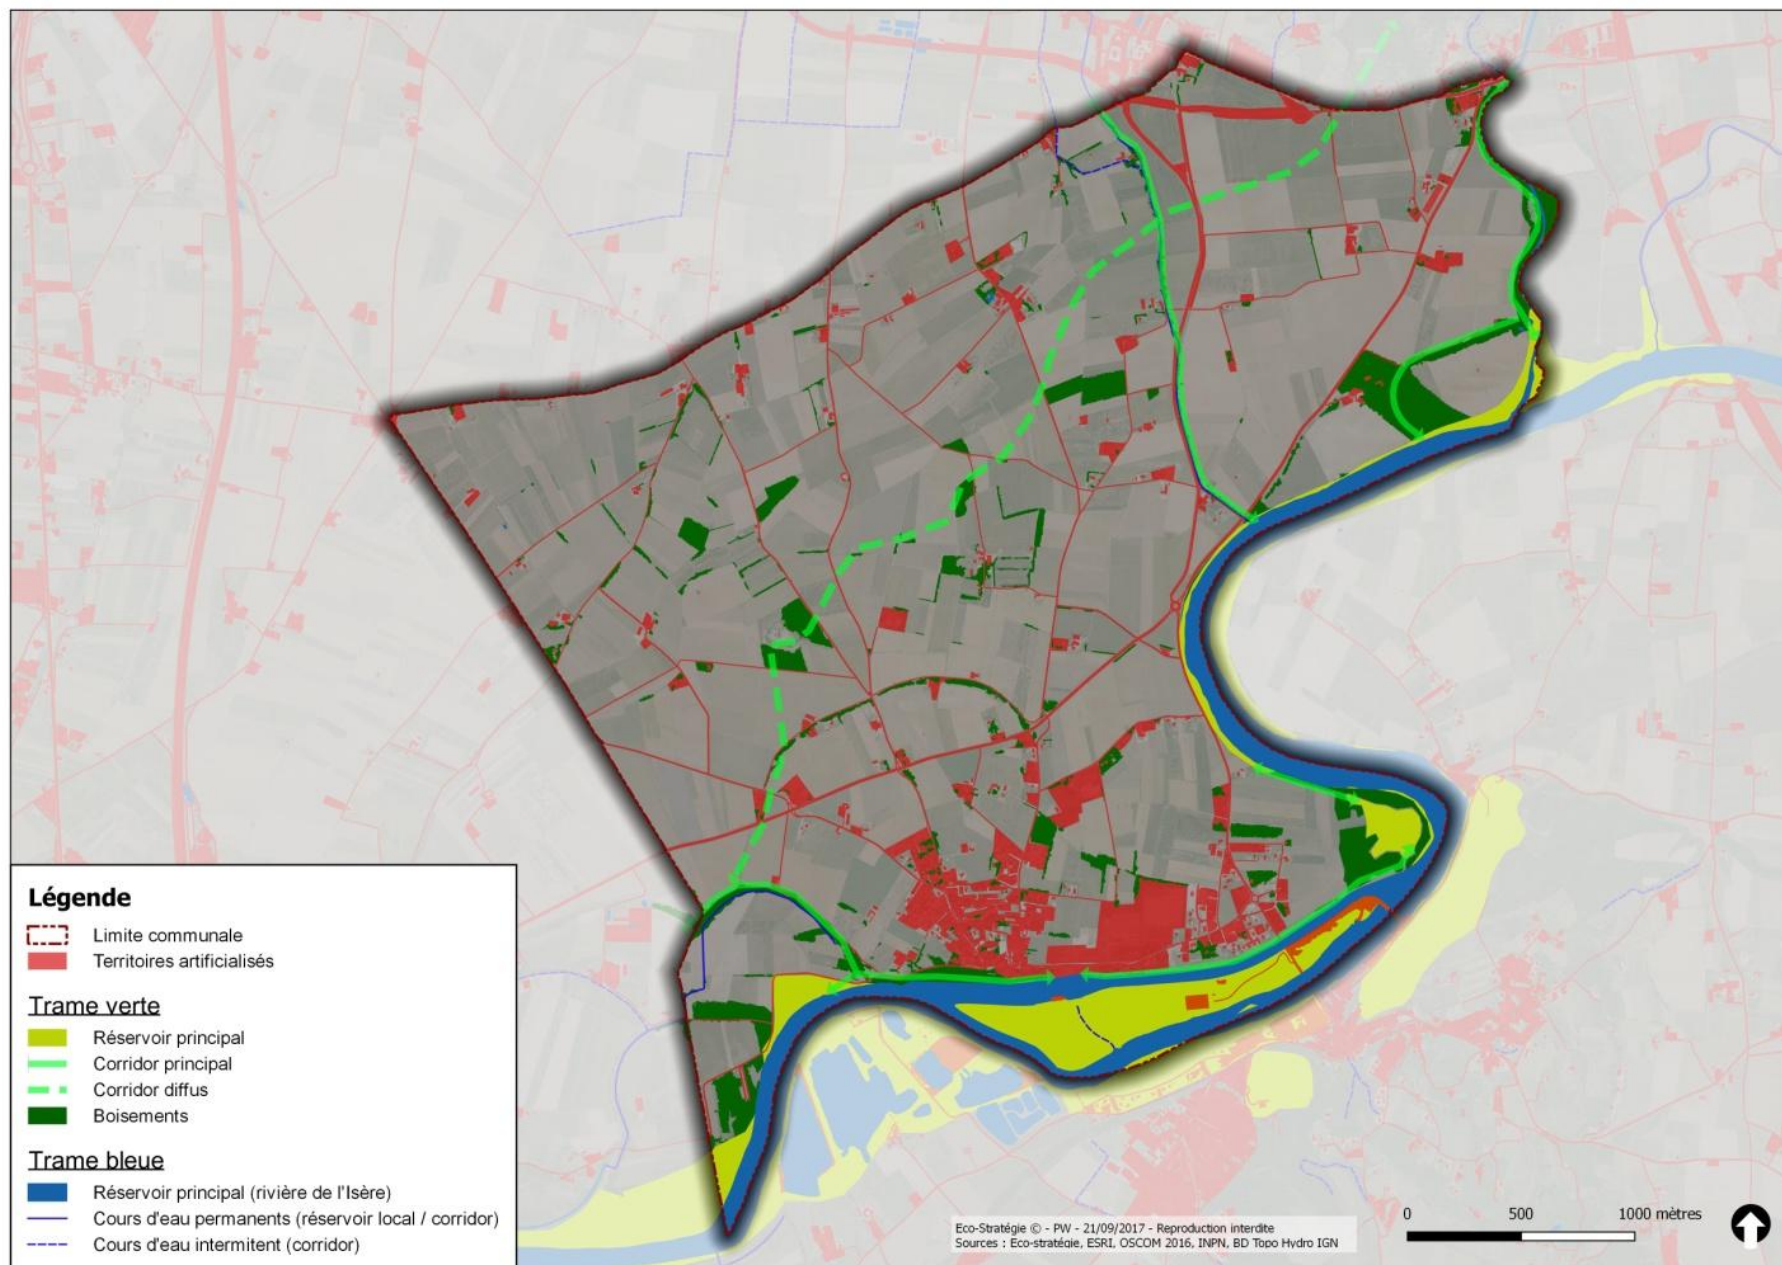 Légende
Limite communale
Territoires artificialisés
Trame verte
Réservoir principal
Corridor principal
Corridor diffus
Boisements
Trame bleue
Réservoir principal (rivière de l'Isère)
Cours d'eau permanents (réservoir local / corridor)
Cours d'eau intermitent (corridor)
Eco-Stratégie © - PW - 21/09/2017 - Reproduction interdite
Sources : Eco-stratégie, ESRI, OSCOM 2016, INPN, BD Topo Hydro IGN
0 500 1000 mètres